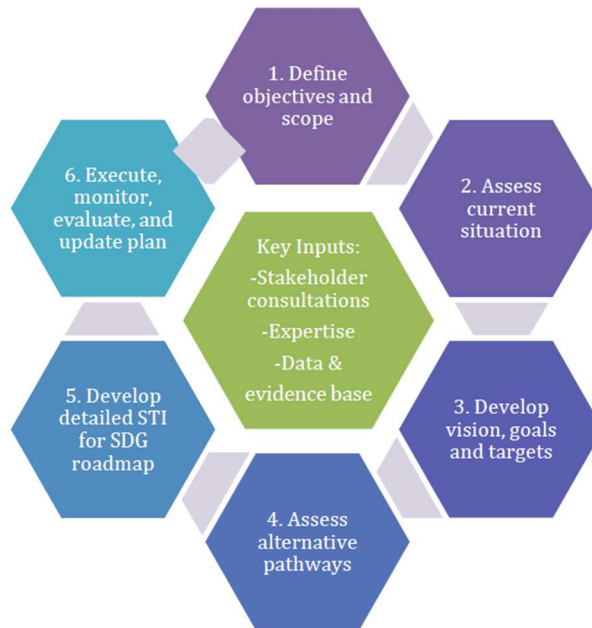 1. Define
objectives and
scope
2. Assess
current
situation
3. Develop
vision, goals
and targets
4. Assess
alternative
pathways
5. Develop
detailed STI
for SDG
roadmap
6. Execute,
monitor,
evaluate, and
update plan
Key Inputs:
-Stakeholder
consultations
-Expertise
-Data &
evidence base